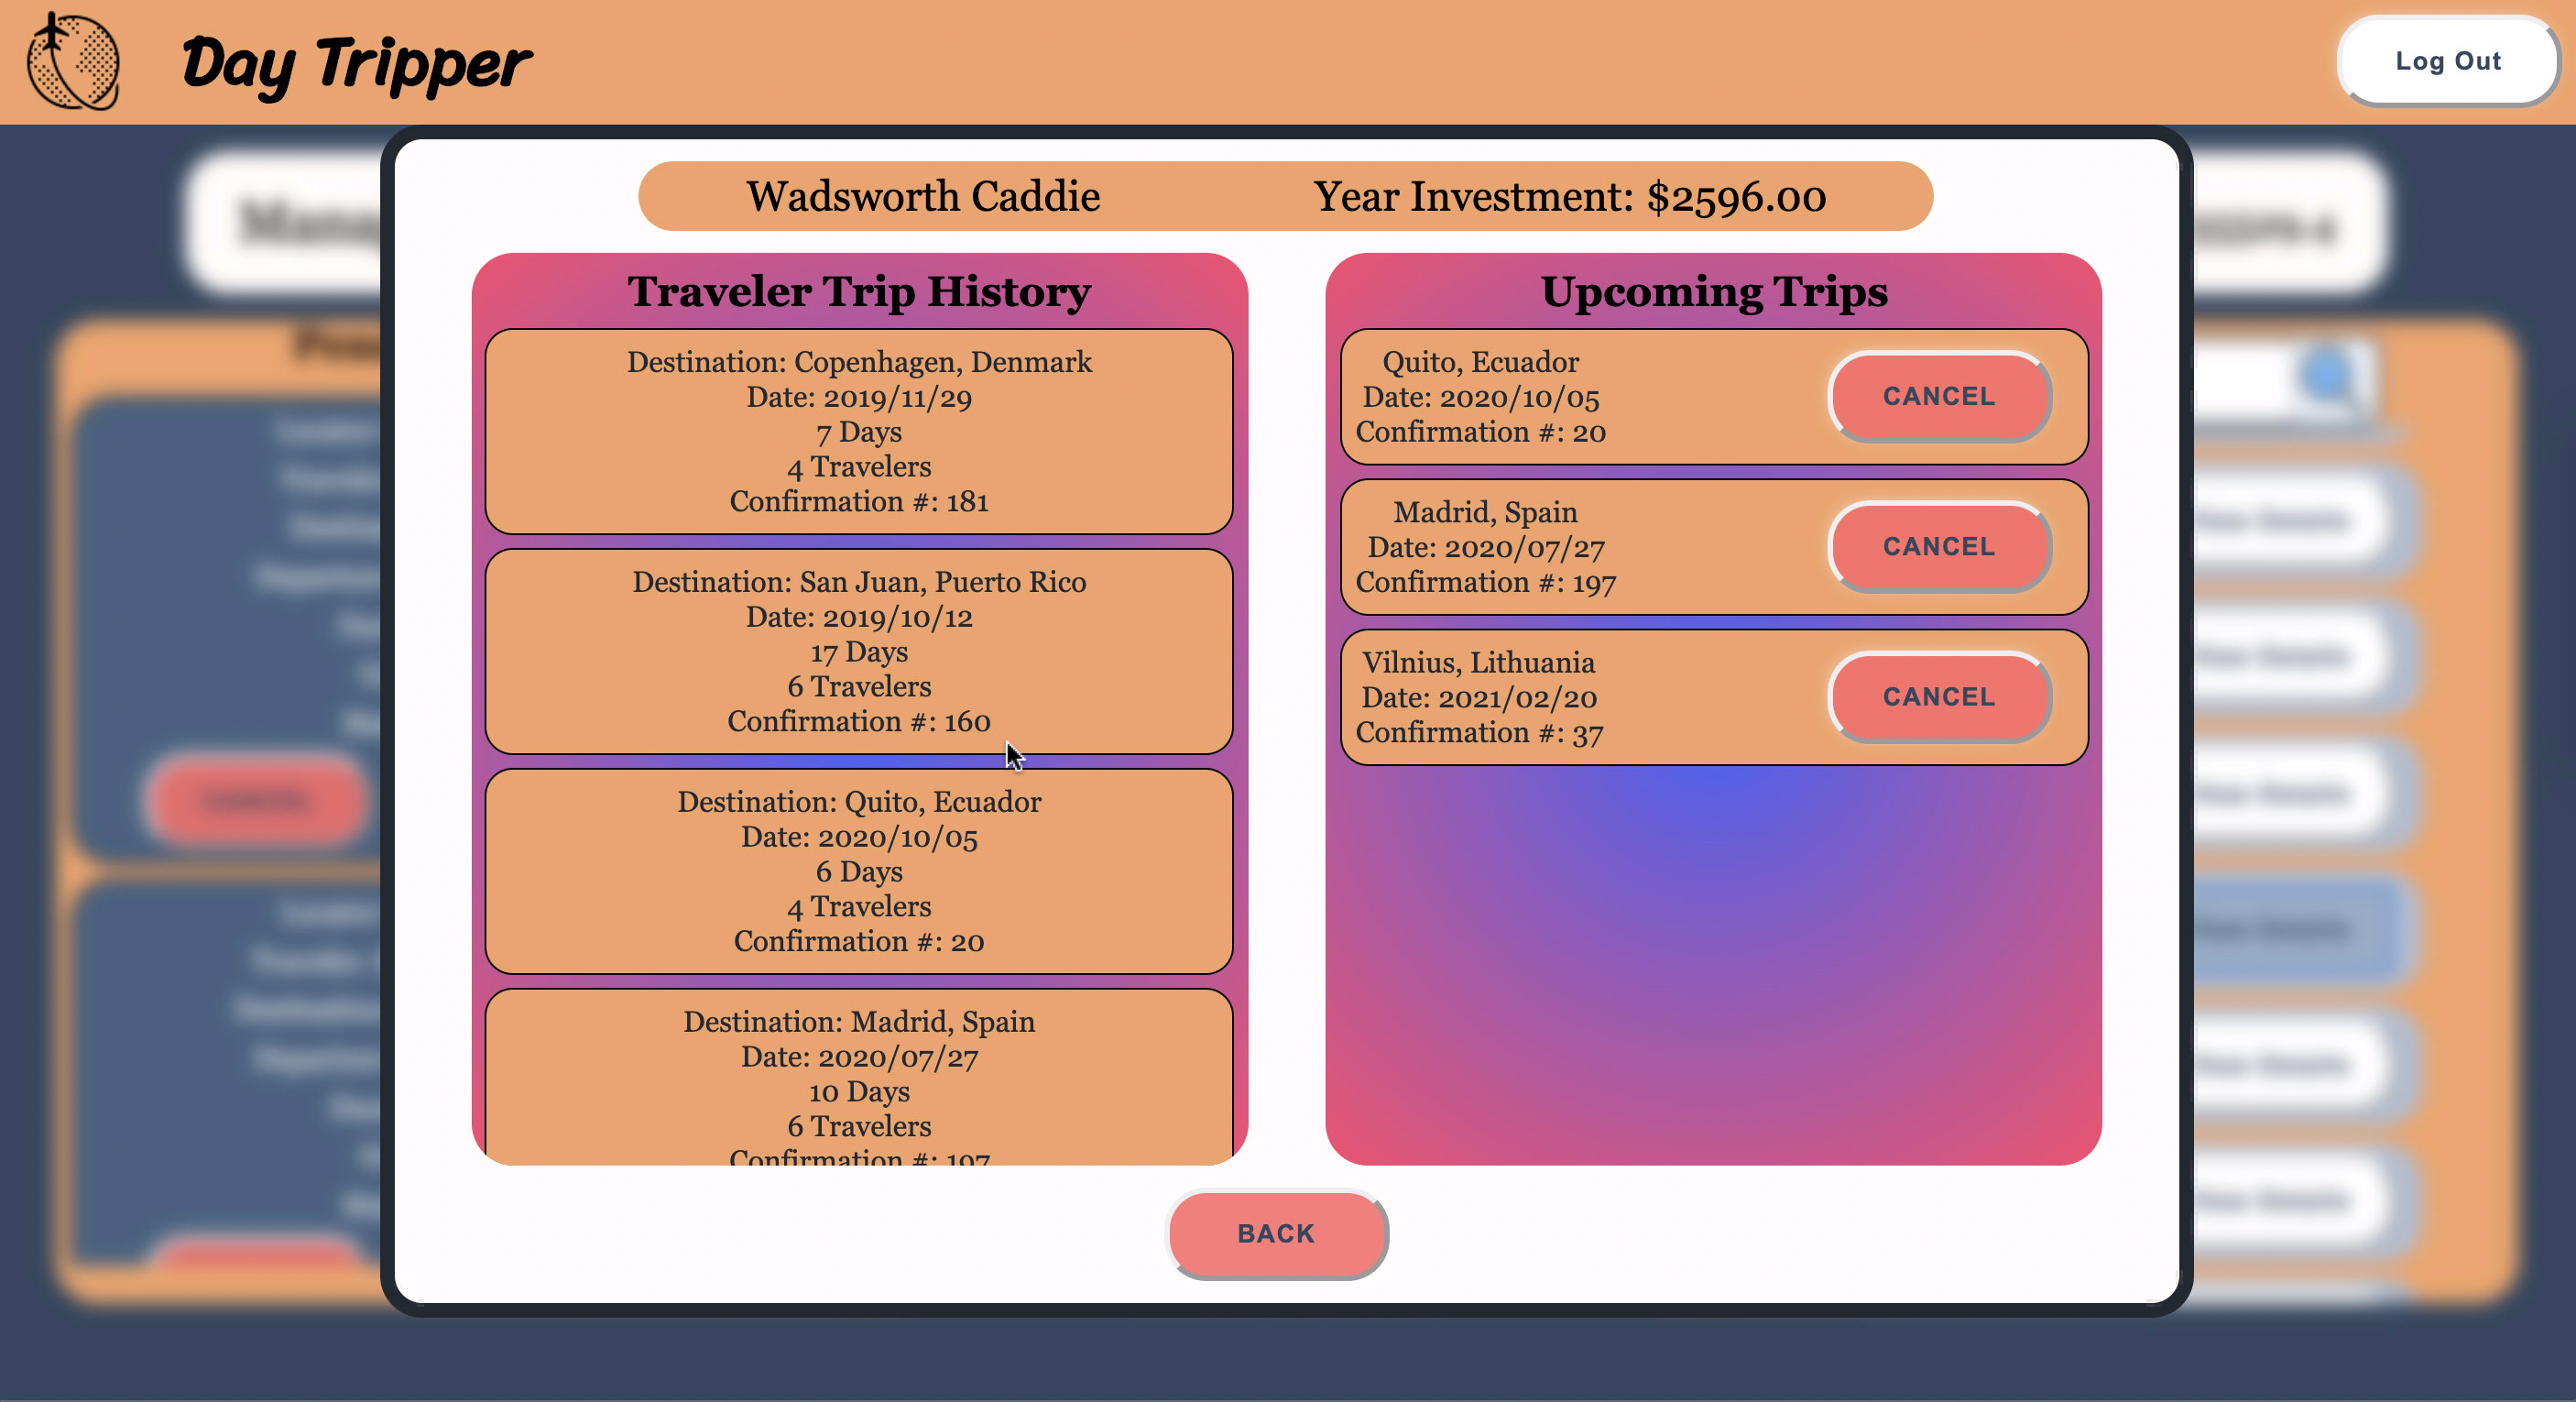 Day Tripper
Log Out
Wadsworth Caddie
Year Investment: $2596.00
Traveler Trip History
Destination: Copenhagen, Denmark
Date: 2019/11/29
7 Days
4 Travelers
Confirmation #: 181
Destination: San Juan, Puerto Rico
Date: 2019/10/12
17 Days
6 Travelers
Confirmation #: 160
Destination: Quito, Ecuador
Date: 2020/10/05
6 Days
4 Travelers
Confirmation #: 20
Destination: Madrid, Spain
Date: 2020/07/27
10 Days
6 Travelers
Confirmation #: 197
Upcoming Trips
Quito, Ecuador
Date: 2020/10/05
Confirmation #: 20
CANCEL
Madrid, Spain
Date: 2020/07/27
Confirmation #: 197
CANCEL
Vilnius, Lithuania
Date: 2021/02/20
Confirmation #: 37
CANCEL
BACK